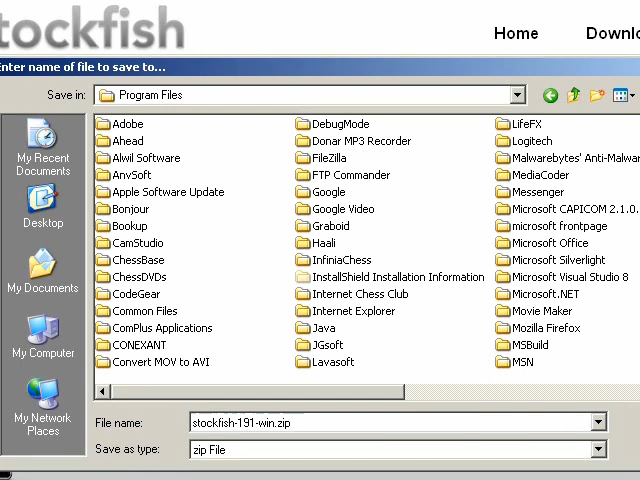 tockfish
Home Downlo
Enter name of file to save to...
Save in: Program Files
My Recent Documents
Desktop
My Documents
My Computer
My Network Places
Adobe
Ahead
Alwil Software
AnvSoft
Apple Software Update
Bonjour
Bookup
CamStudio
ChessBase
ChessDVDs
CodeGear
Common Files
ComPlus Applications
CONEXANT
Convert MOV to AVI
DebugMode
Donar MP3 Recorder
FileZilla
FTP Commander
Google
Google Video
Graboid
Haali
InfiniaChess
InstallShield Installation Information
Internet Chess Club
Internet Explorer
Java
JGsoft
Lavasoft
LifeFX
Logitech
Malwarebytes' Anti-Malwar
MediaCoder
Messenger
Microsoft CAPICOM 2.1.0.
microsoft frontpage
Microsoft Office
Microsoft Silverlight
Microsoft Visual Studio 8
Microsoft.NET
Movie Maker
Mozilla Firefox
MSBuild
MSN
File name: stockfish-191-win.zip
Save as type: zip File